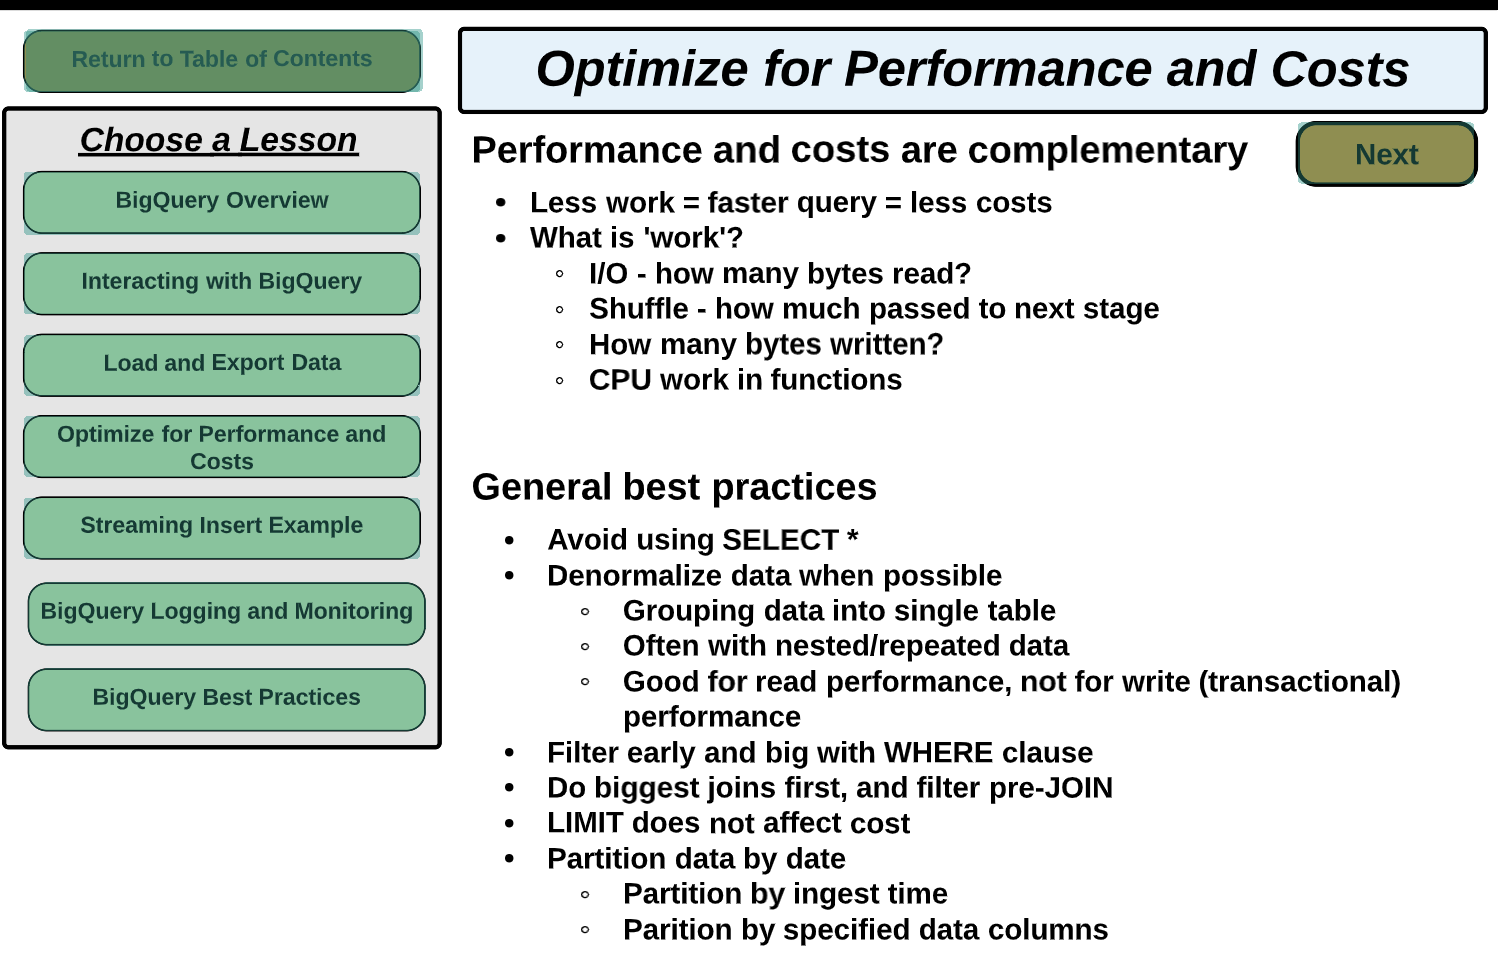 Return to Table of Contents
Choose a Lesson
BigQuery Overview
Interacting with BigQuery
Load and Export Data
Optimize for Performance and
Costs
Streaming Insert Example
BigQuery Logging and Monitoring
BigQuery Best Practices
Optimize for Performance and Costs
Next
Performance and costs are complementary
• Less work = faster query = less costs
• What is 'work'?
◦ I/O - how many bytes read?
◦ Shuffle - how much passed to next stage
◦ How many bytes written?
◦ CPU work in functions
General best practices
• Avoid using SELECT *
• Denormalize data when possible
◦ Grouping data into single table
◦ Often with nested/repeated data
◦ Good for read performance, not for write (transactional)
performance
• Filter early and big with WHERE clause
• Do biggest joins first, and filter pre-JOIN
• LIMIT does not affect cost
• Partition data by date
◦ Partition by ingest time
◦ Parition by specified data columns